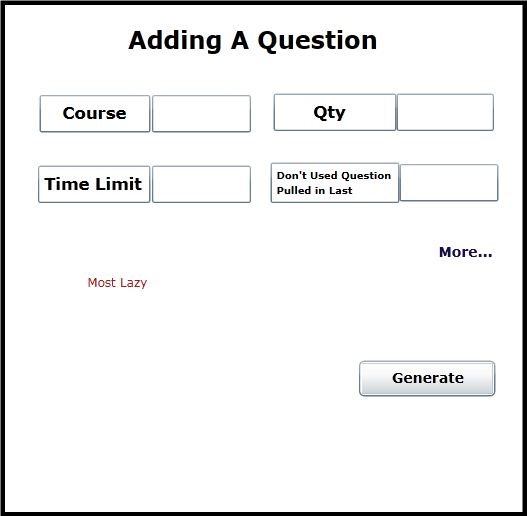 Adding A Question
Course
Qty
Time Limit
Don't Used Question
Pulled in Last
More...
Most Lazy
Generate